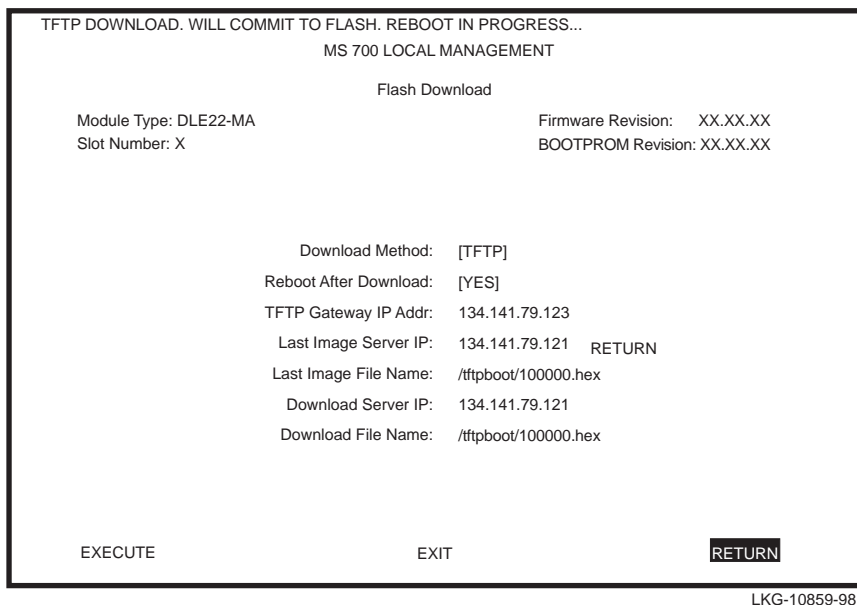 TFTP DOWNLOAD. WILL COMMIT TO FLASH. REBOOT IN PROGRESS...
MS 700 LOCAL MANAGEMENT
Flash Download
Module Type: DLE22-MA Firmware Revision: XX.XX.XX
Slot Number: X BOOTPROM Revision: XX.XX.XX
Download Method: [TFTP]
Reboot After Download: [YES]
TFTP Gateway IP Addr: 134.141.79.123
Last Image Server IP: 134.141.79.121 RETURN
Last Image File Name: /tftpboot/100000.hex
Download Server IP: 134.141.79.121
Download File Name: /tftpboot/100000.hex
EXECUTE EXIT RETURN
LKG-10859-98